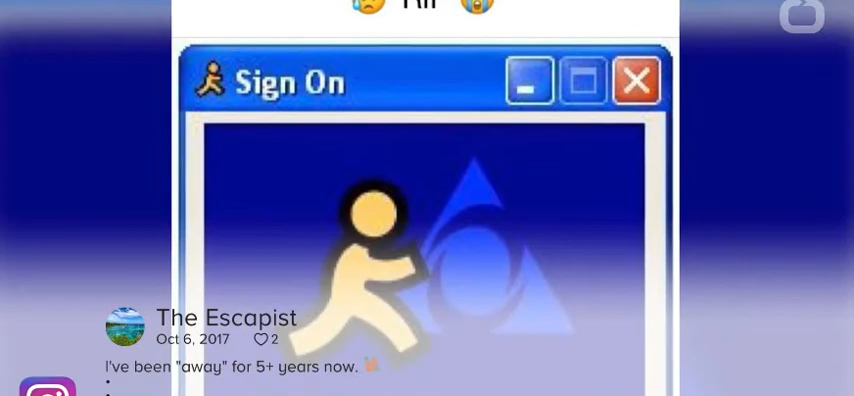 Sign On
The Escapist
Oct 6, 2017 2
I've been "away" for 5+ years now.